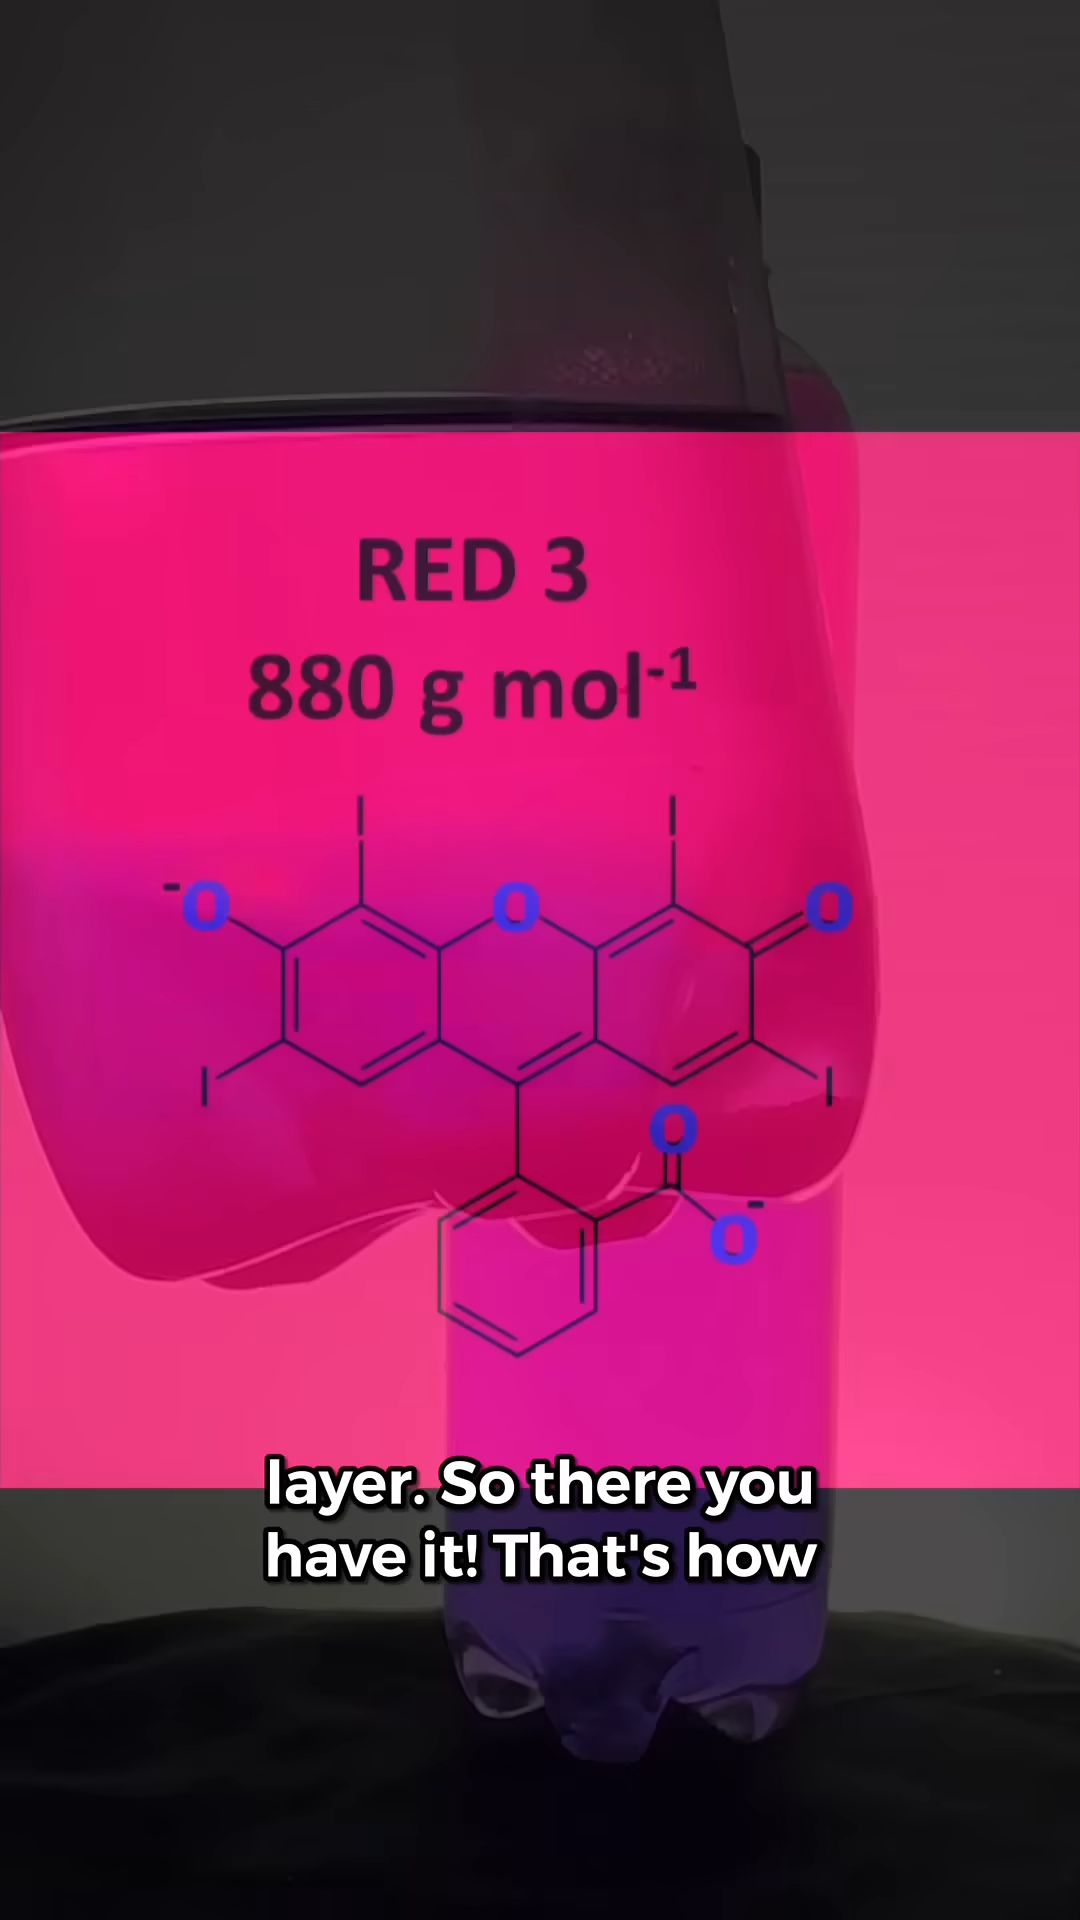 RED 3
880 g mol⁻¹
I I
⁻O O O
I I
O
O⁻
layer. So there you
have it! That's how